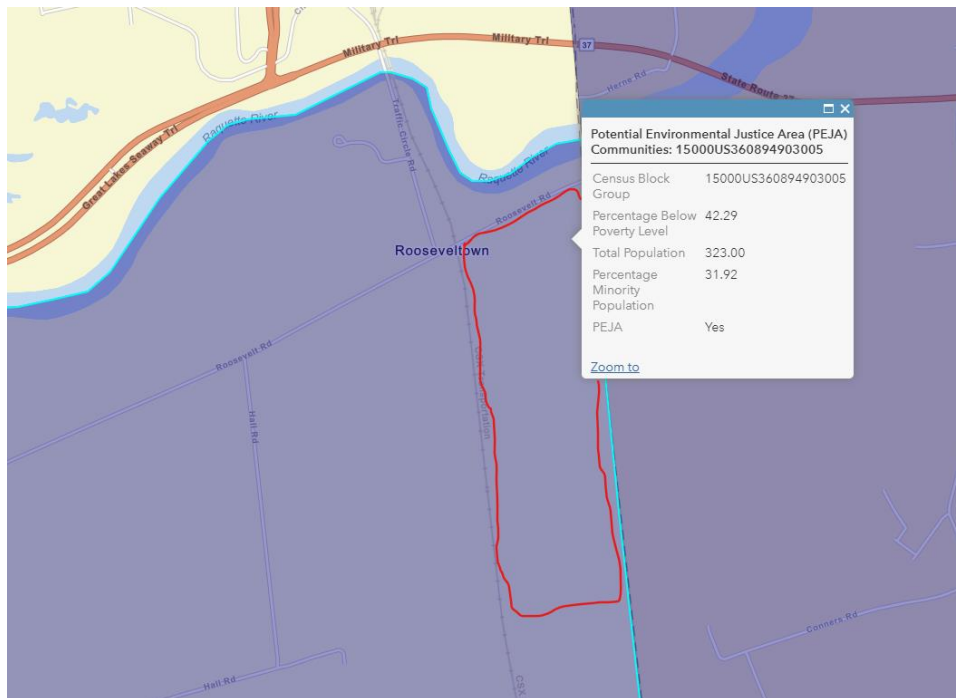 Military Trl
Military Trl
37
State Route 37
Herne Rd
Great Lakes Seaway Trl
Raquette River
Traffic Circle Rd
Raquette River
Roosevelt Rd
Rooseveltown
Roosevelt Rd
CSX Transportation
Hall Rd
Hall Rd
CSX
Conners Rd
Potential Environmental Justice Area (PEJA)
Communities: 15000US360894903005
Census Block 15000US360894903005
Group
Percentage Below 42.29
Poverty Level
Total Population 323.00
Percentage 31.92
Minority
Population
PEJA Yes
Zoom to